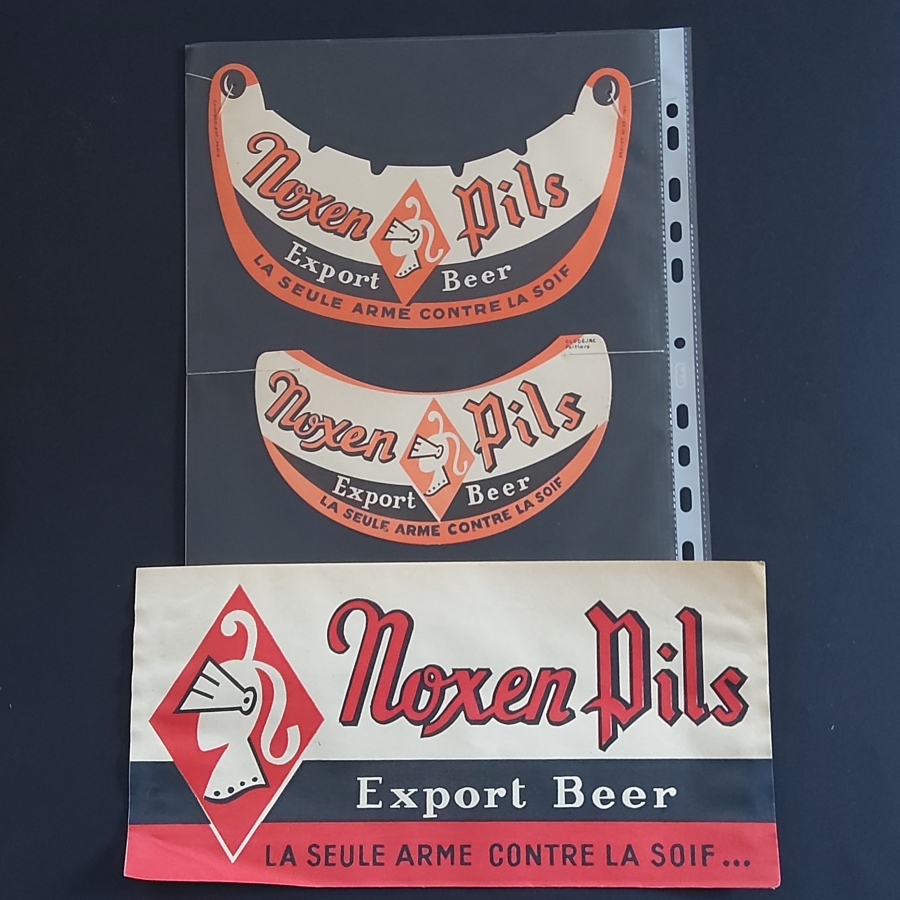 Noxen Pils
Export Beer
LA SEULE ARME CONTRE LA SOIF
Noxen Pils
Export Beer
LA SEULE ARME CONTRE LA SOIF
Noxen Pils
Export Beer
LA SEULE ARME CONTRE LA SOIF...